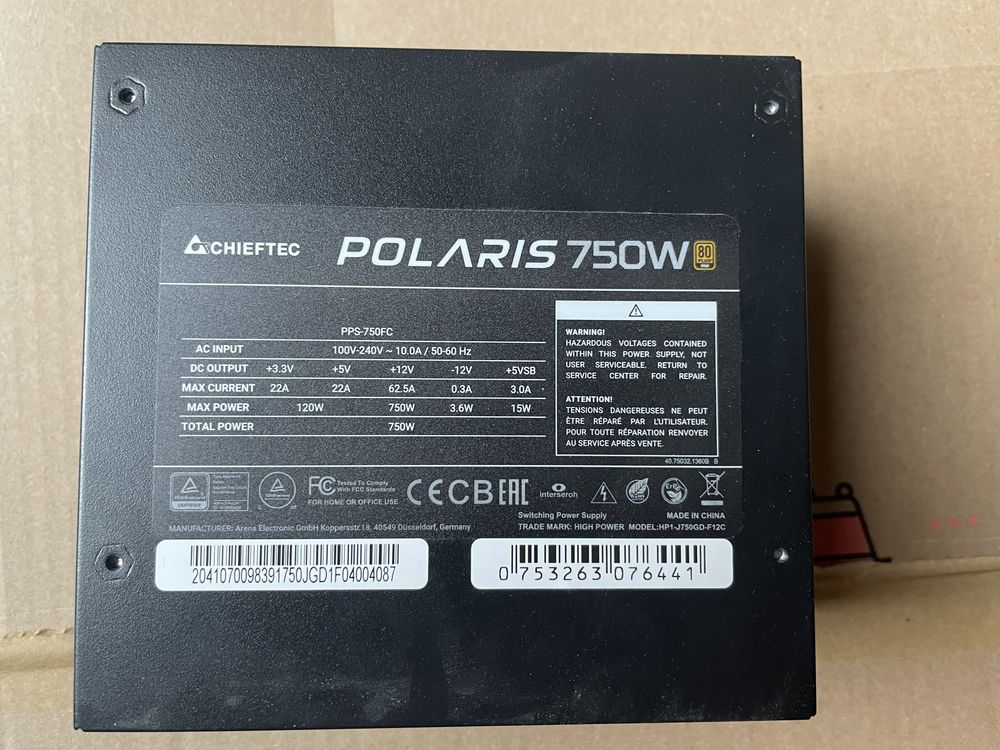 CHIEFTEC POLARIS 750W 80
PPS-750FC
AC INPUT 100V-240V ~ 10.0A / 50-60 Hz
DC OUTPUT +3.3V +5V +12V -12V +5VSB
MAX CURRENT 22A 22A 62.5A 0.3A 3.0A
MAX POWER 120W 750W 3.6W 15W
TOTAL POWER 750W
WARNING!
HAZARDOUS VOLTAGES CONTAINED
WITHIN THIS POWER SUPPLY, NOT
USER SERVICEABLE. RETURN TO
SERVICE CENTER FOR REPAIR.
ATTENTION!
TENSIONS DANGEREUSES NE PEUT
ÊTRE RÉPARÉ PAR L'UTILISATEUR.
POUR TOUTE RÉPARATION RENVOYER
AU SERVICE APRÈS VENTE.
40.75032.1360B B
FC Tested To Comply
With FCC Standards
FOR HOME OR OFFICE USE
CE CB EAC interseroh
Switching Power Supply MADE IN CHINA
MANUFACTURER: Arena Electronic GmbH Koppersstr.18, 40549 Düsseldorf, Germany
TRADE MARK: HIGH POWER MODEL:HP1-J750GD-F12C
2041070098391750JGD1F04004087
0 753263 076441